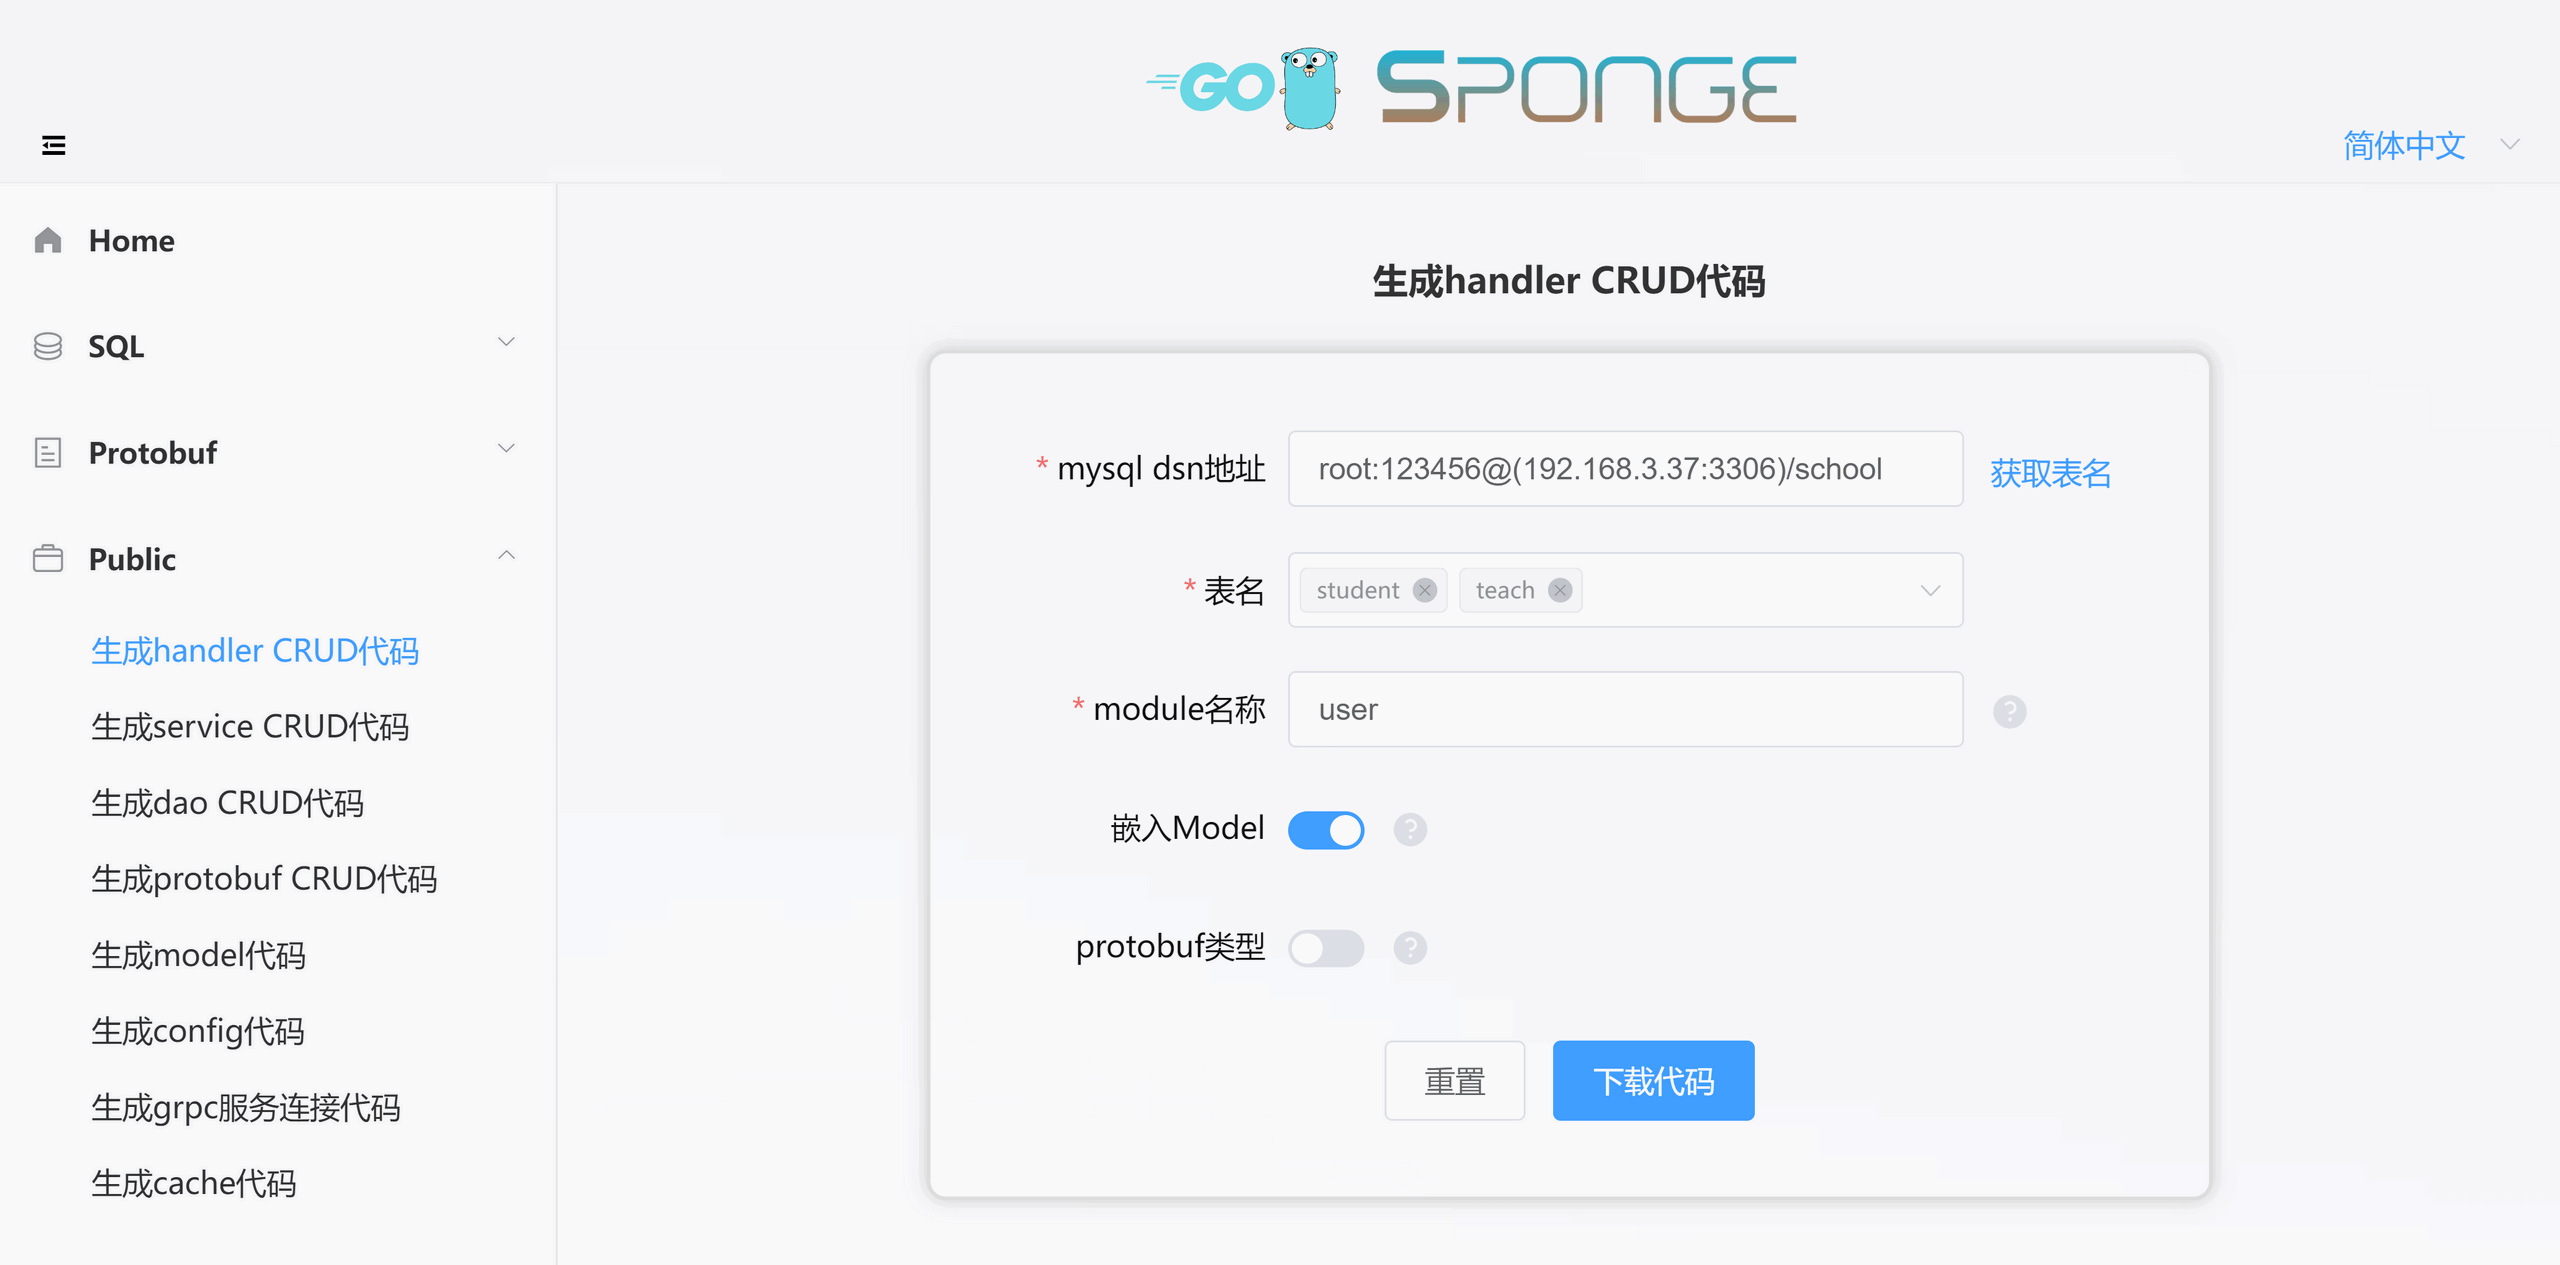 GO SPONGE
简体中文
Home
SQL
Protobuf
Public
生成handler CRUD代码
生成service CRUD代码
生成dao CRUD代码
生成protobuf CRUD代码
生成model代码
生成config代码
生成grpc服务连接代码
生成cache代码
生成handler CRUD代码
* mysql dsn地址 root:123456@(192.168.3.37:3306)/school 获取表名
* 表名 student teach
* module名称 user ?
嵌入Model ?
protobuf类型 ?
重置 下载代码